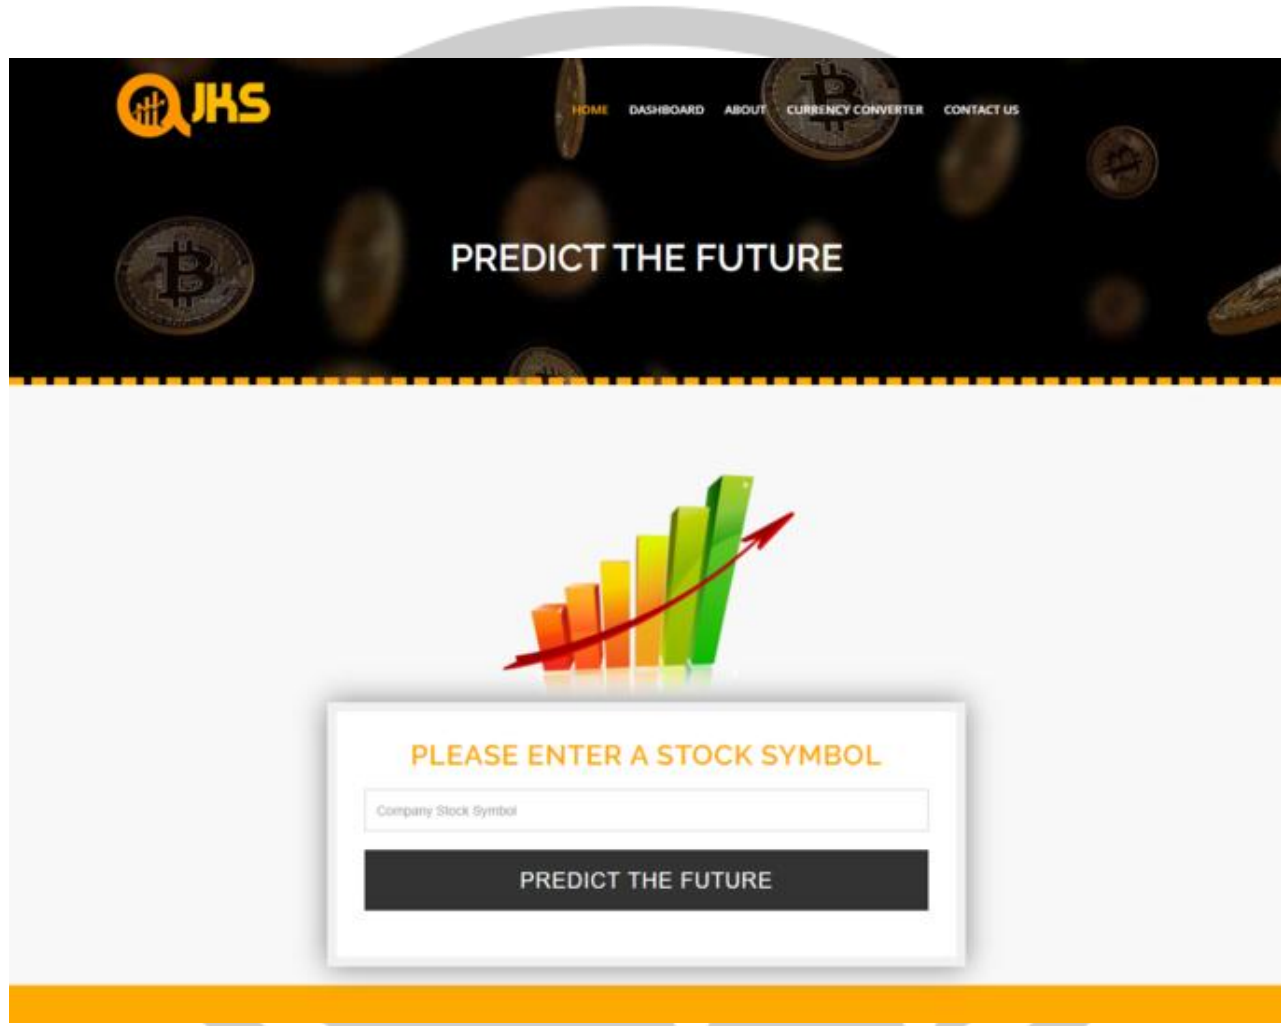 JKS
HOME DASHBOARD ABOUT CURRENCY CONVERTER CONTACT US
PREDICT THE FUTURE
PLEASE ENTER A STOCK SYMBOL
Company Stock Symbol
PREDICT THE FUTURE